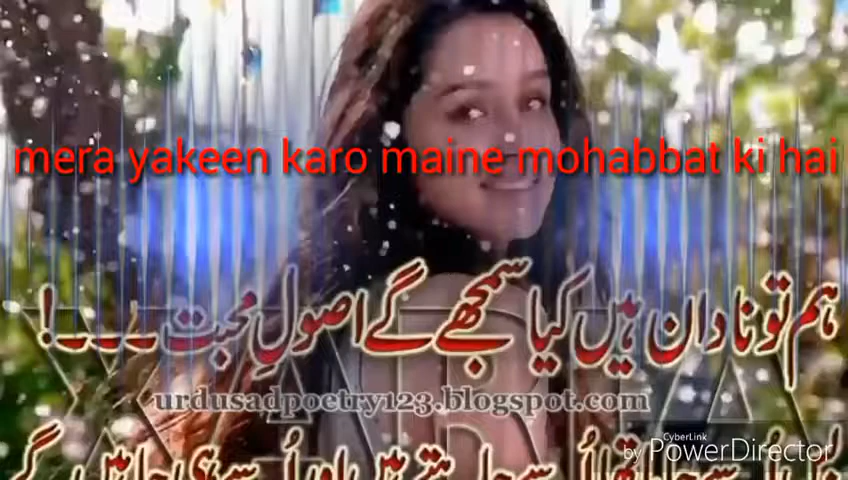 mera yakeen karo maine mohabbat ki hai
ہم تو نادان ہیں کیا سمجھے گے اصولِ محبت ۔۔۔!
urdusadpoetry123.blogspot.com
CyberLink
by PowerDirector